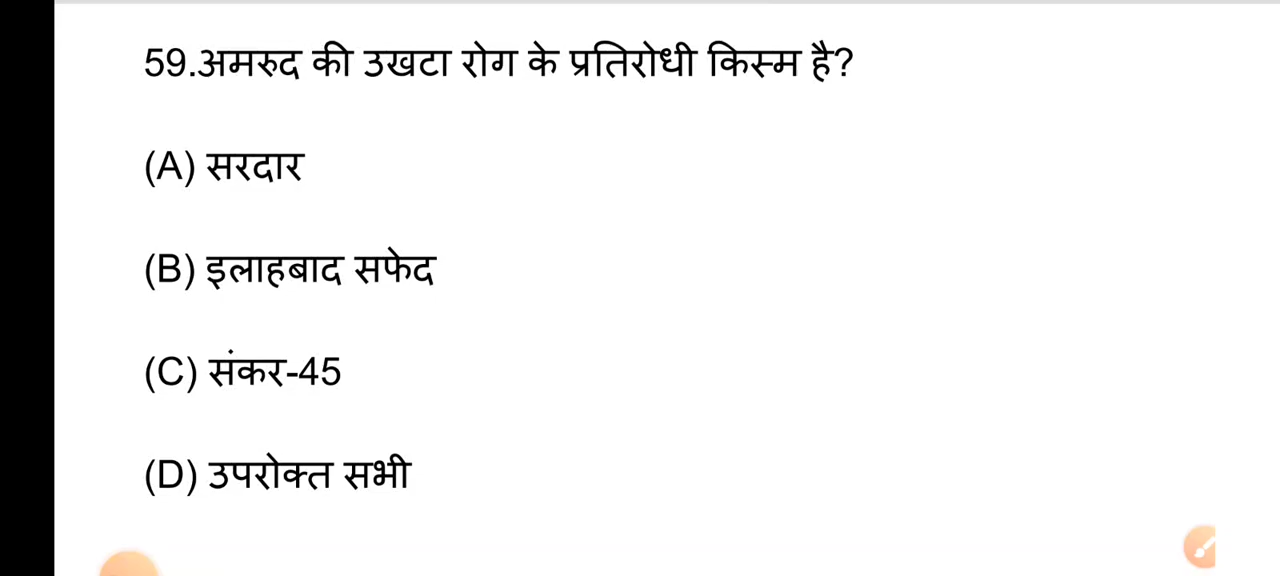 59.अमरुद की उखटा रोग के प्रतिरोधी किस्म है?
(A) सरदार
(B) इलाहबाद सफेद
(C) संकर-45
(D) उपरोक्त सभी